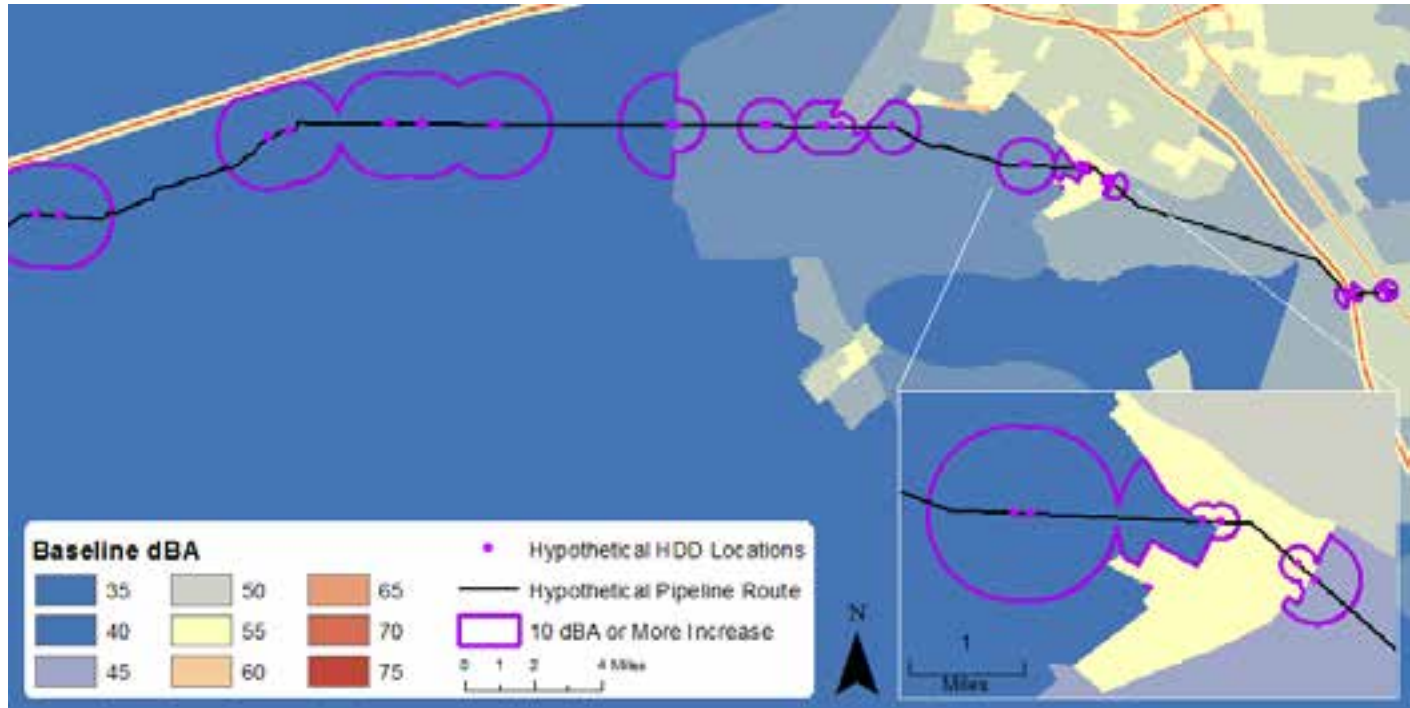 Baseline dBA
35
40
45
50
55
60
65
70
75
Hypothetical HDD Locations
Hypothetical Pipeline Route
10 dBA or More Increase
0 1 2 4 Miles
N
1
Miles